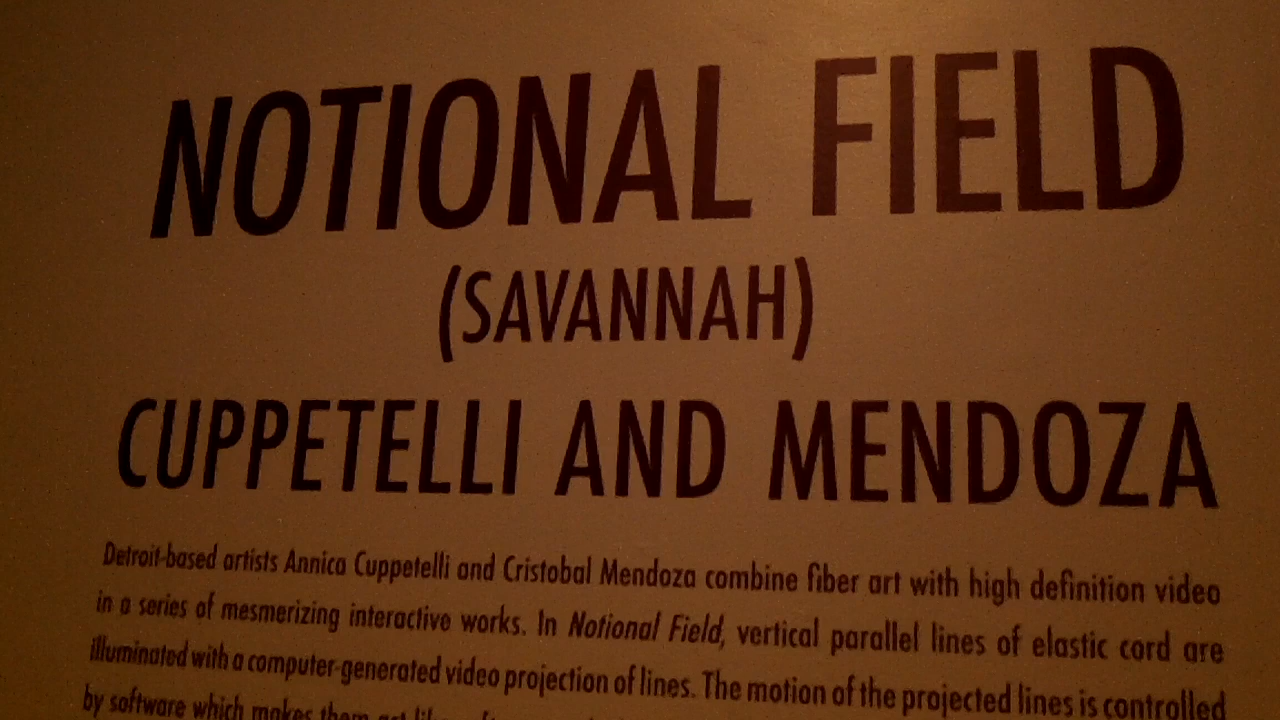 NOTIONAL FIELD
(SAVANNAH)
CUPPETELLI AND MENDOZA
Detroit-based artists Annica Cuppetelli and Cristobal Mendoza combine fiber art with high definition video
in a series of mesmerizing interactive works. In Notional Field, vertical parallel lines of elastic cord are
illuminated with a computer-generated video projection of lines. The motion of the projected lines is controlled
by software which makes them act like